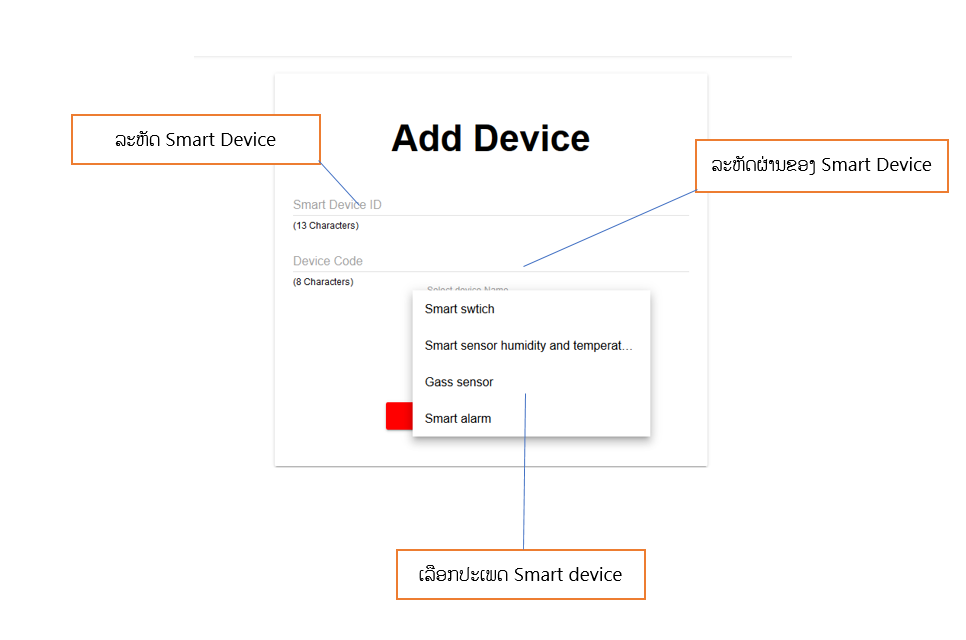 Add Device
ລະຫັດ Smart Device
ລະຫັດຜ່ານຂອງ Smart Device
Smart Device ID
(13 Characters)
Device Code
(8 Characters)
Select device Name
Smart swtich
Smart sensor humidity and temperat...
Gass sensor
Smart alarm
ເລືອກປະເພດ Smart device